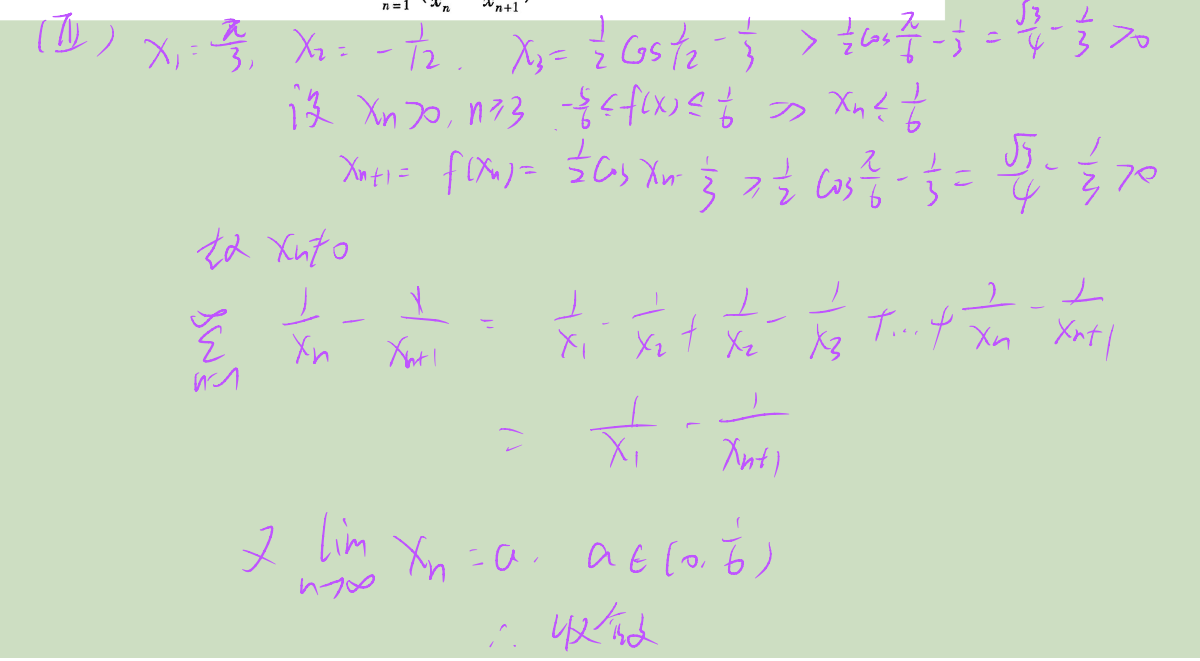 n=1 xₙ xₙ₊₁
(Ⅲ) x₁=π/3, x₂= -1/12. x₃= 1/2 cos 1/12 - 1/3 > 1/2 cos π/6 - 1/3 = √3/4 - 1/3 >0
设 xₙ>0, n≥3 -5/6 ≤ f(x) ≤ 1/6 ⇒ xₙ ≤ 1/6
xₙ₊₁ = f(xₙ) = 1/2 cos xₙ - 1/3 ≥ 1/2 cos π/6 - 1/3 = √3/4 - 1/3 >0
故 xₙ≠0
∞∑n=1 1/xₙ - 1/xₙ₊₁ = 1/x₁ - 1/x₂ + 1/x₂ - 1/x₃ +...+ 1/xₙ - 1/xₙ₊₁
= 1/x₁ - 1/xₙ₊₁
又 lim n→∞ xₙ = a. a∈(0, 1/6)
∴ 收敛